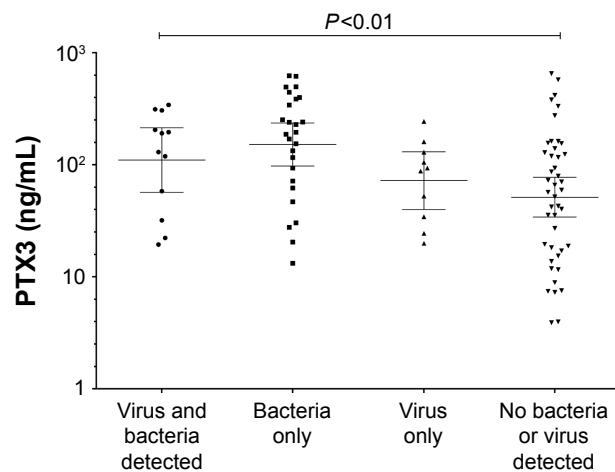 P<0.01
PTX3 (ng/mL)
10³
10²
10
1
Virus and
bacteria
detected
Bacteria
only
Virus
only
No bacteria
or virus
detected